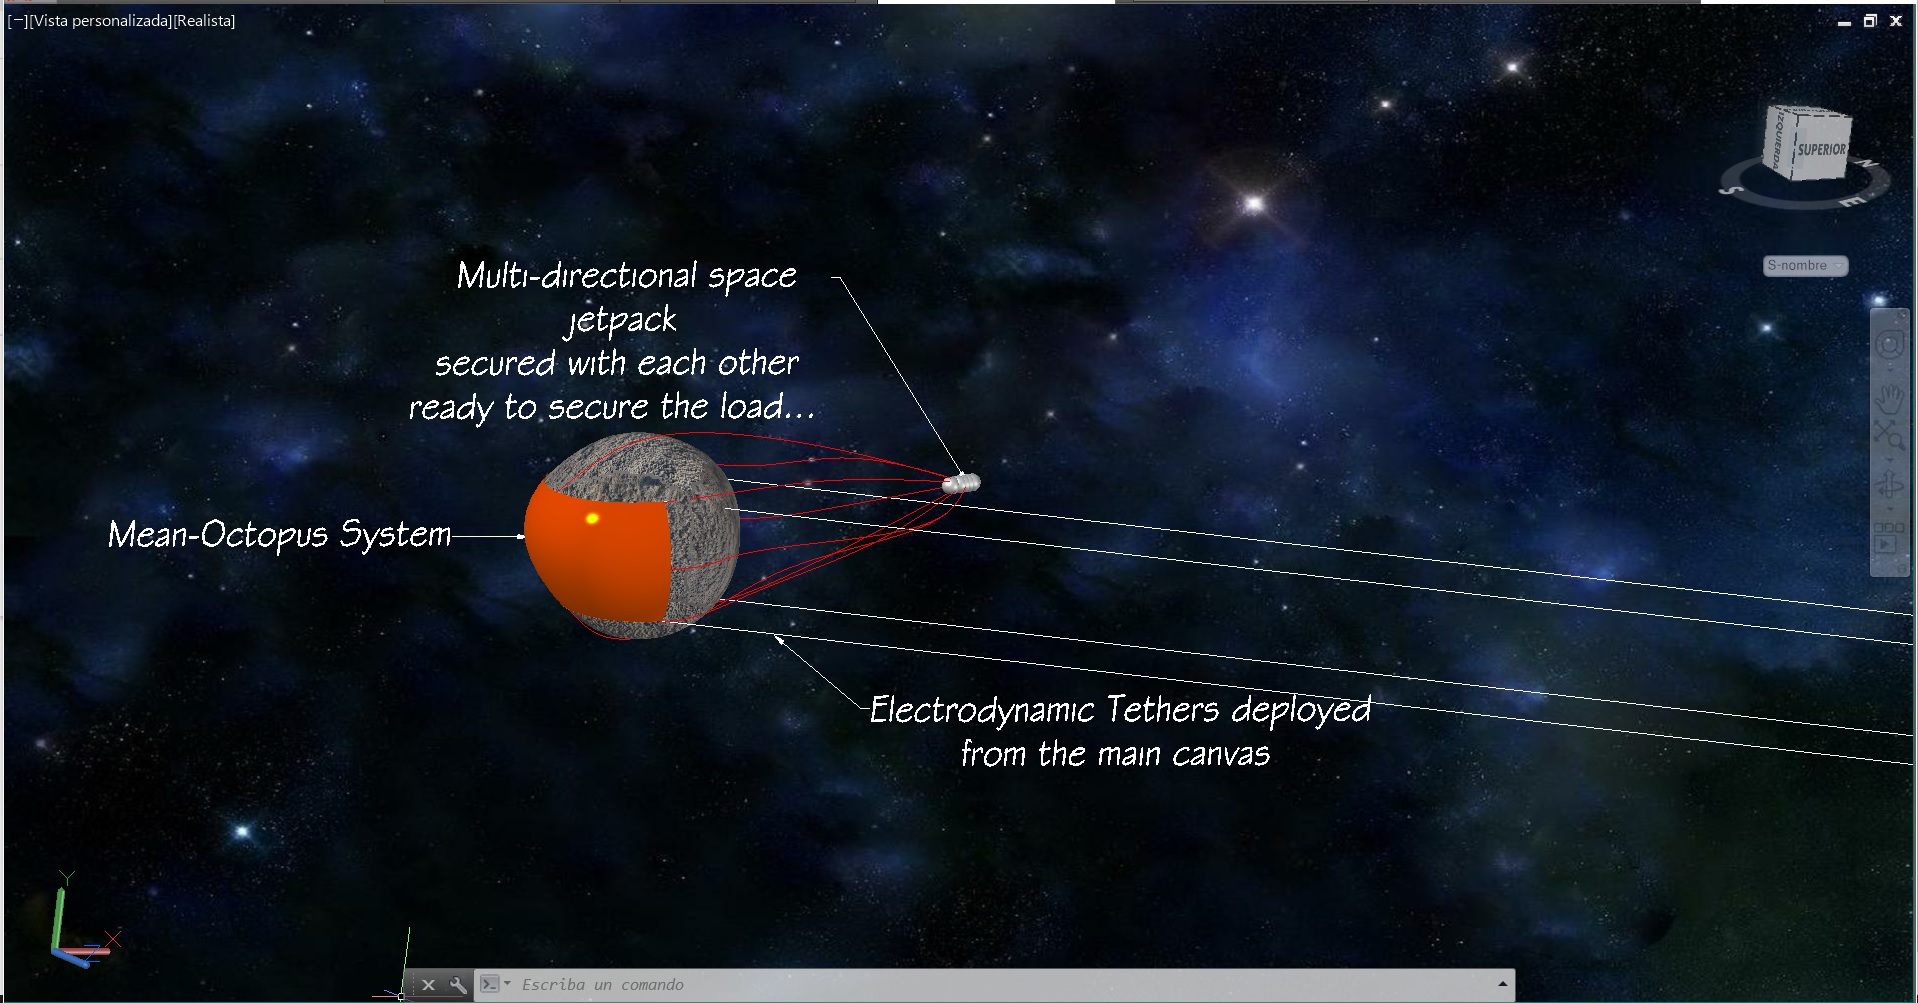 [−][Vista personalizada][Realista]
IZQUIERDA
SUPERIOR
N
S
E
S-nombre
Multi-directional space
jetpack
secured with each other
ready to secure the load...
Mean-Octopus System
Electrodynamic Tethers deployed
from the main canvas
Y
X
Z
Escriba un comando